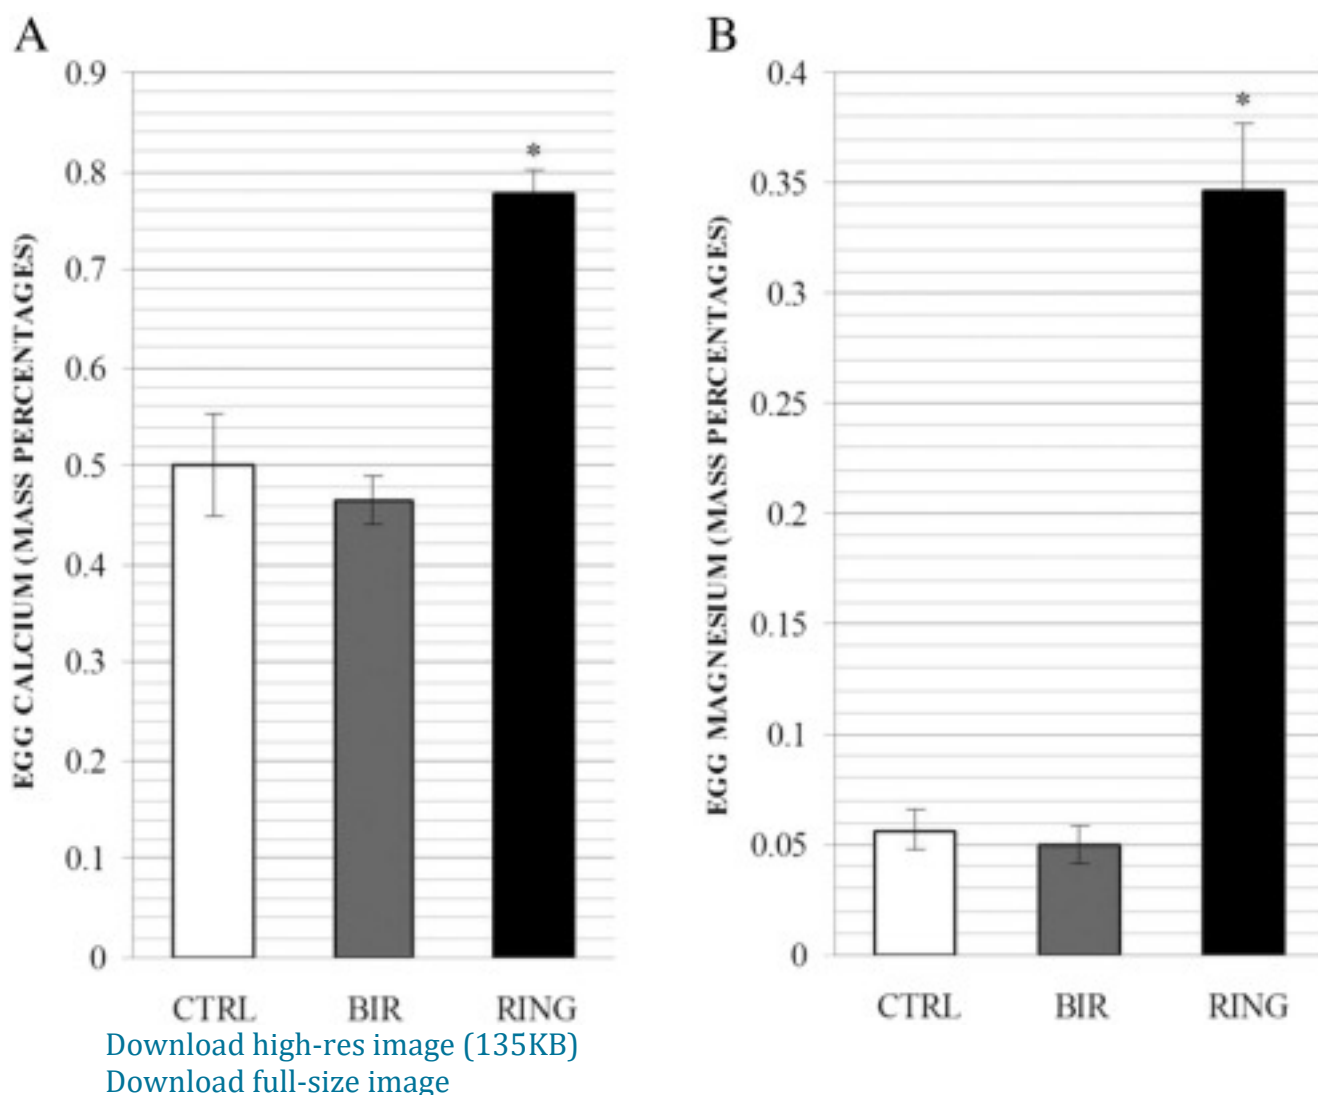 A
EGG CALCIUM (MASS PERCENTAGES)
0.9
0.8
0.7
0.6
0.5
0.4
0.3
0.2
0.1
0
*
CTRL BIR RING
B
EGG MAGNESIUM (MASS PERCENTAGES)
0.4
0.35
0.3
0.25
0.2
0.15
0.1
0.05
0
*
CTRL BIR RING
Download high-res image (135KB)
Download full-size image